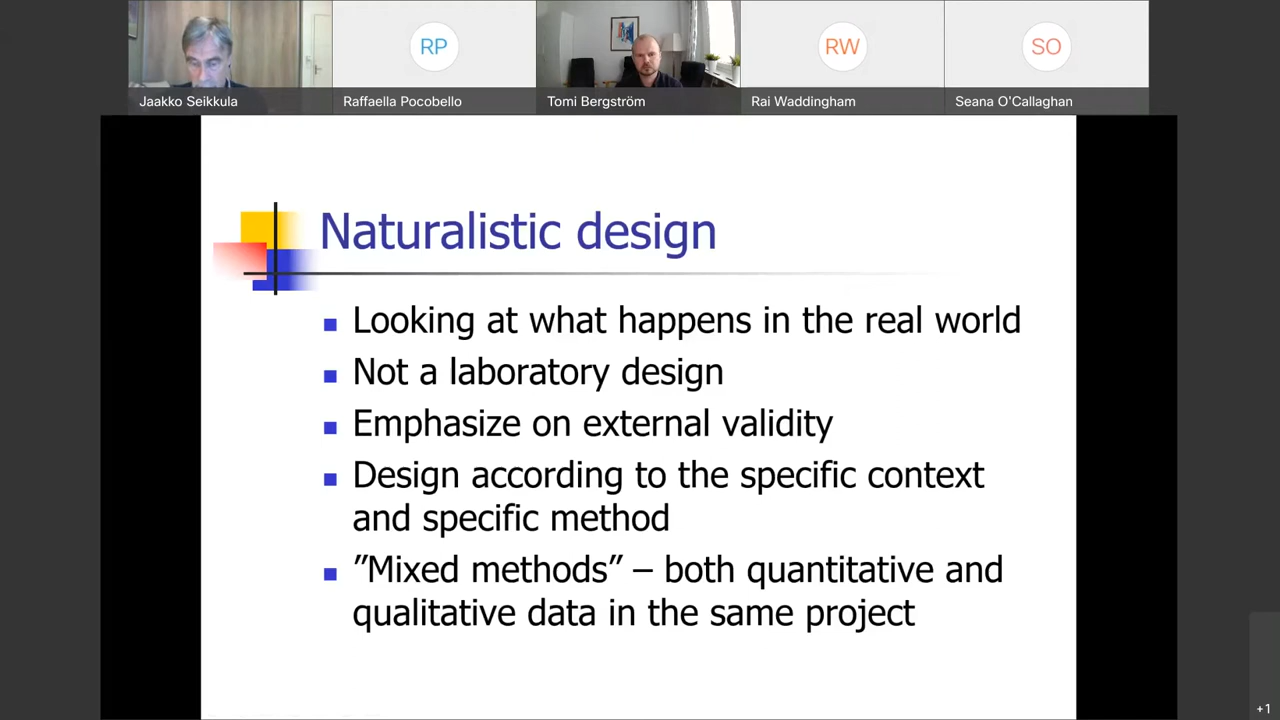 RP
RW
SO
Jaakko Seikkula
Raffaella Pocobello
Tomi Bergström
Rai Waddingham
Seana O'Callaghan
Naturalistic design
Looking at what happens in the real world
Not a laboratory design
Emphasize on external validity
Design according to the specific context
and specific method
”Mixed methods” – both quantitative and
qualitative data in the same project
+1